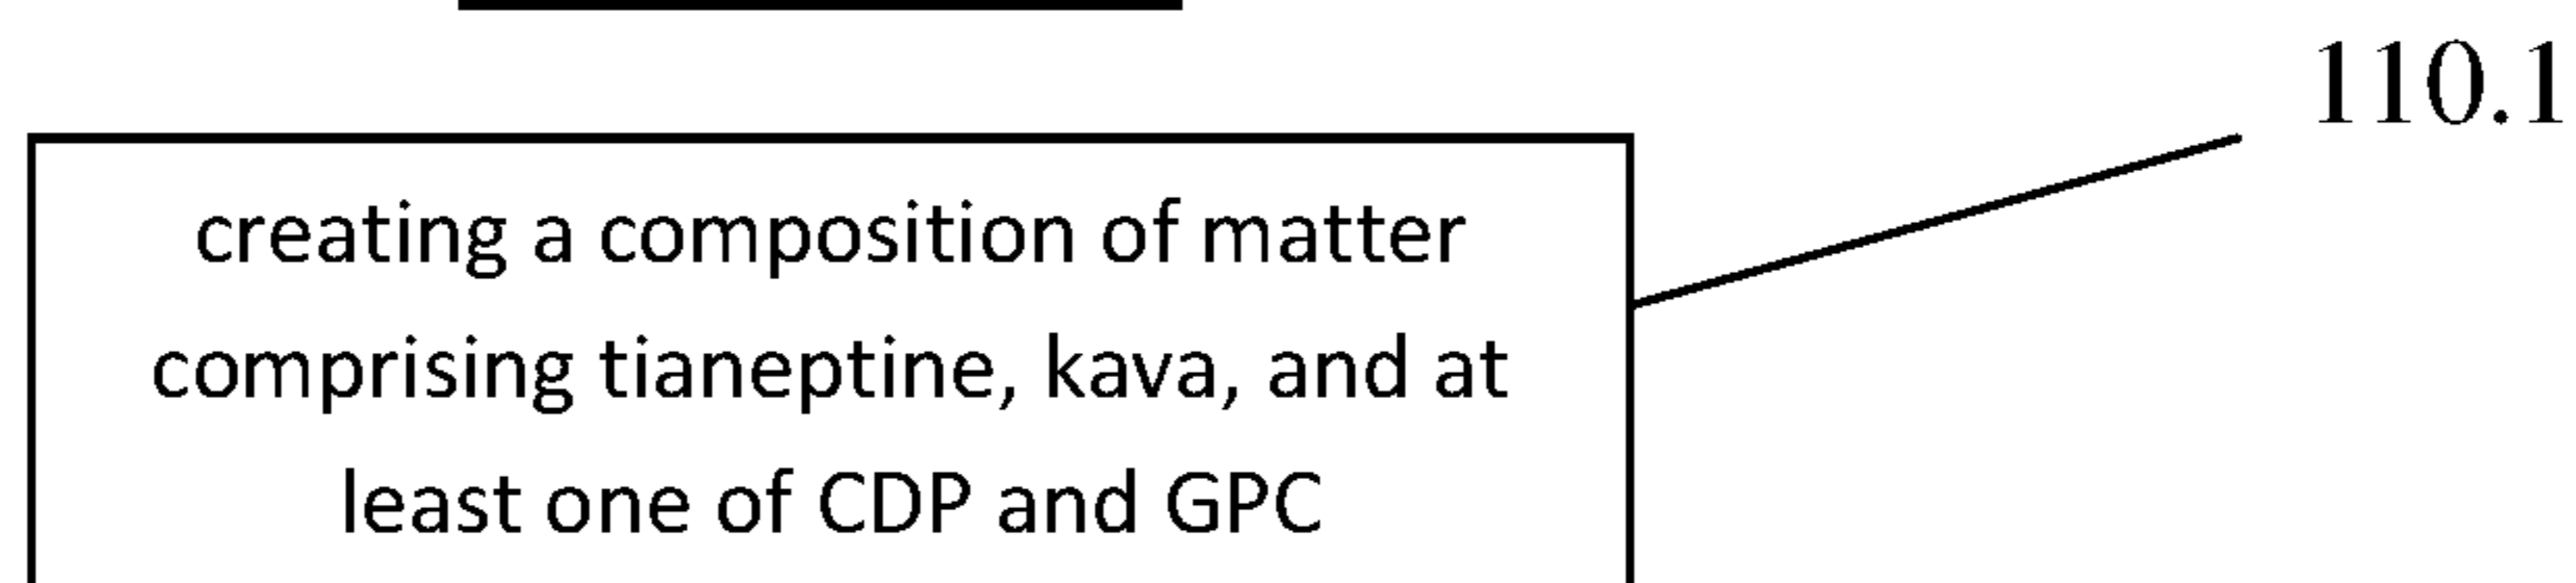 110.1
creating a composition of matter
comprising tianeptine, kava, and at
least one of CDP and GPC